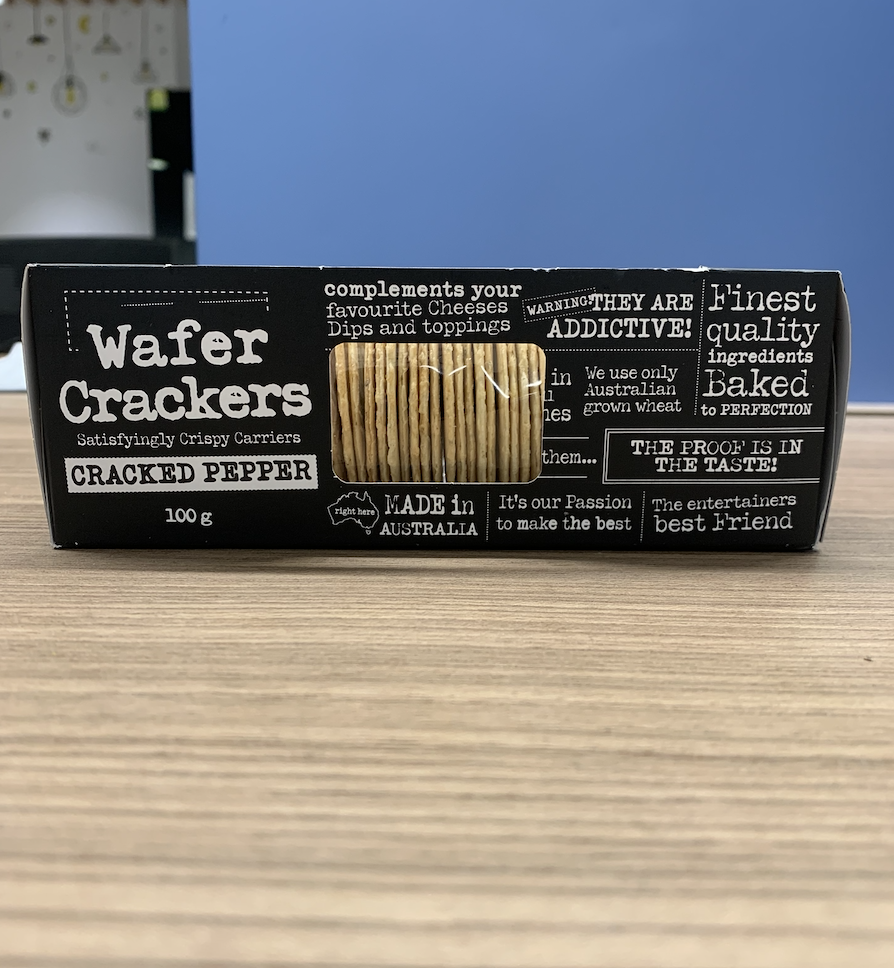 Wafer
Crackers
Satisfyingly Crispy Carriers
CRACKED PEPPER
100 g
complements your
favourite Cheeses
Dips and toppings
WARNING:
THEY ARE
ADDICTIVE!
in
We use only
Australian
grown wheat
them...
Finest
quality
ingredients
Baked
to PERFECTION
THE PROOF IS IN
THE TASTE!
right here
MADE in
AUSTRALIA
It's our Passion
to make the best
The entertainers
best Friend